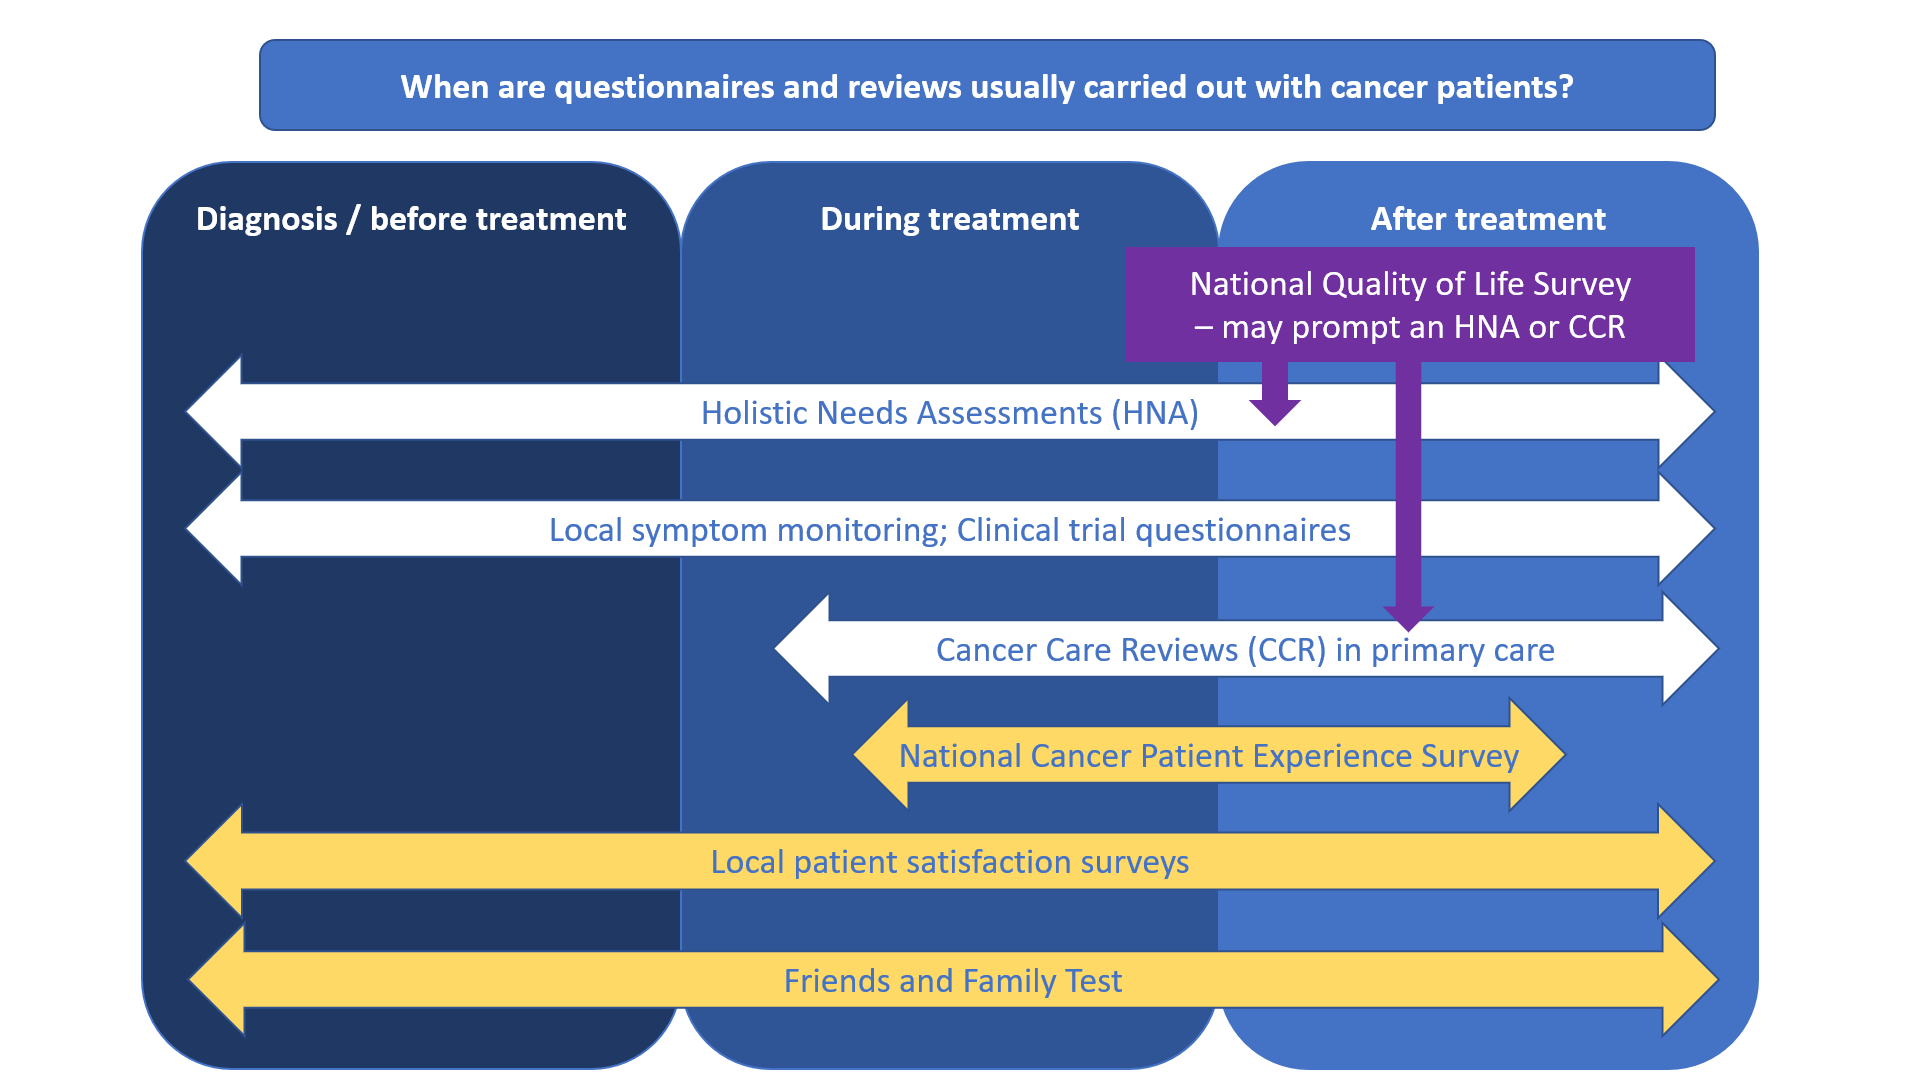 When are questionnaires and reviews usually carried out with cancer patients?
Diagnosis / before treatment
During treatment
After treatment
National Quality of Life Survey
– may prompt an HNA or CCR
Holistic Needs Assessments (HNA)
Local symptom monitoring; Clinical trial questionnaires
Cancer Care Reviews (CCR) in primary care
National Cancer Patient Experience Survey
Local patient satisfaction surveys
Friends and Family Test